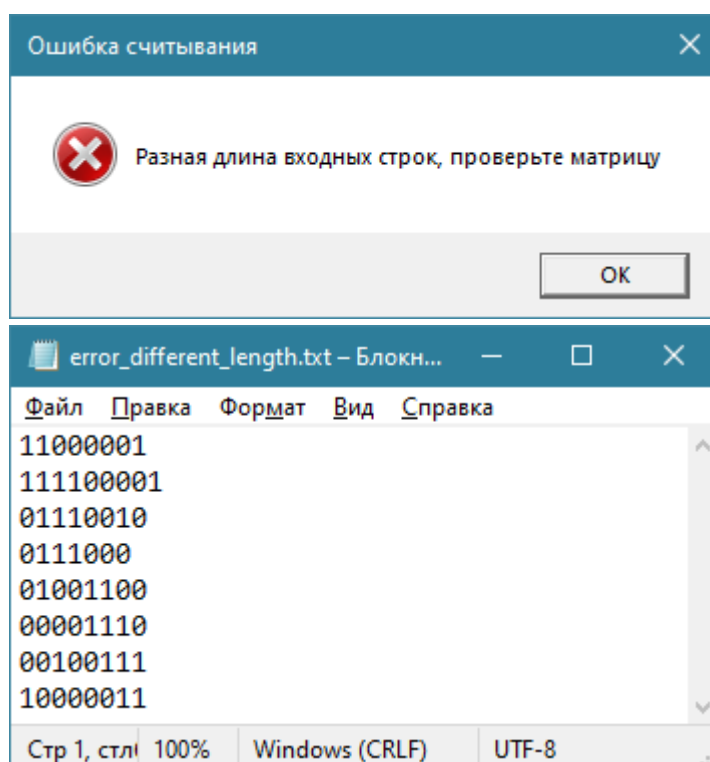 Ошибка считывания
Разная длина входных строк, проверьте матрицу
ОК
error_different_length.txt – Блокн...
Файл Правка Формат Вид Справка
11000001
111100001
01110010
0111000
01001100
00001110
00100111
10000011
Стр 1, стл 100% Windows (CRLF) UTF-8